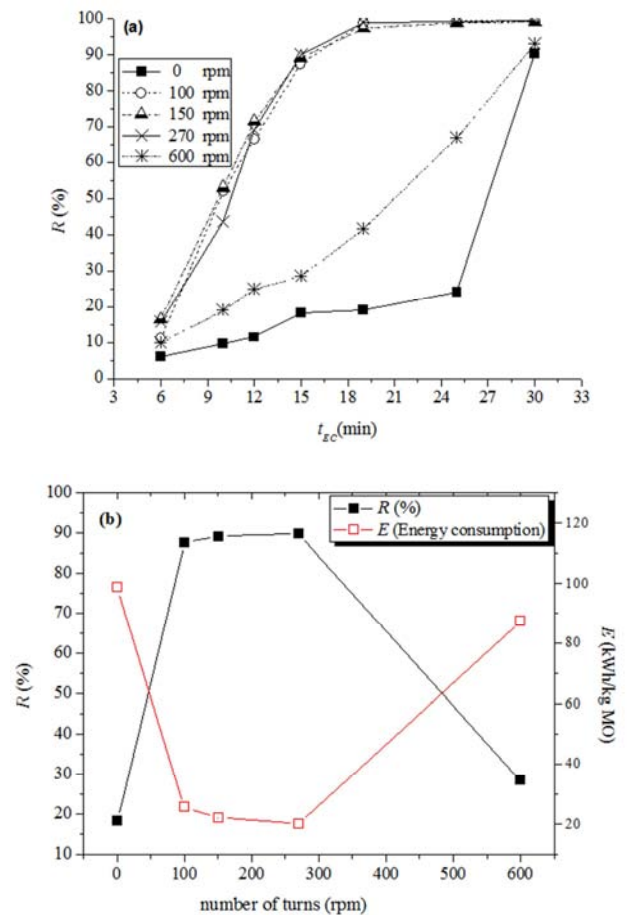 (a)
100
90
80
70
60
50
40
30
20
10
0
R (%)
0 rpm
100 rpm
150 rpm
270 rpm
600 rpm
3 6 9 12 15 18 21 24 27 30 33
t_EC(min)
(b)
100
90
80
70
60
50
40
30
20
10
R (%)
R (%)
E (Energy consumption)
120
100
80
60
40
20
E (kWh/kg MO)
0 100 200 300 400 500 600
number of turns (rpm)